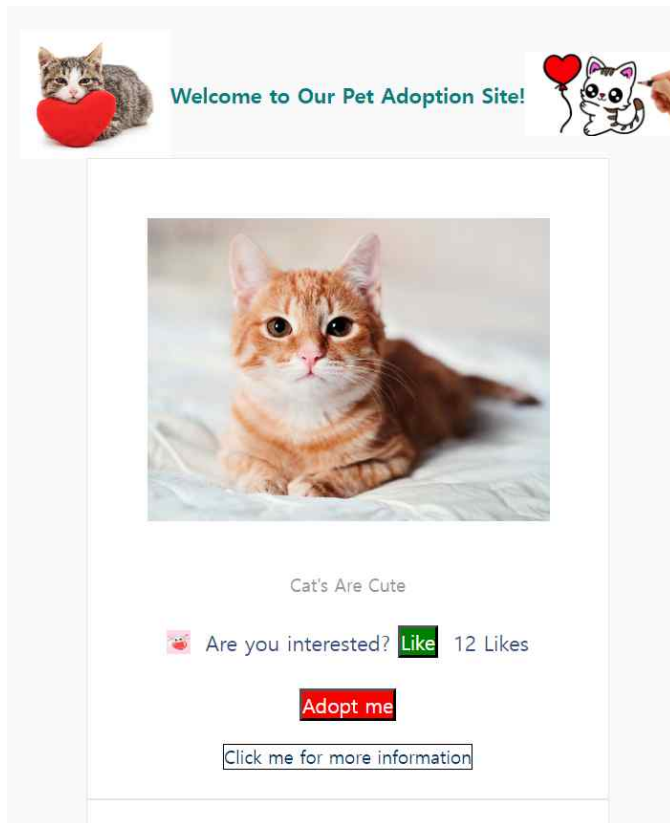 Welcome to Our Pet Adoption Site!
Cat's Are Cute
Are you interested? Like 12 Likes
Adopt me
Click me for more information